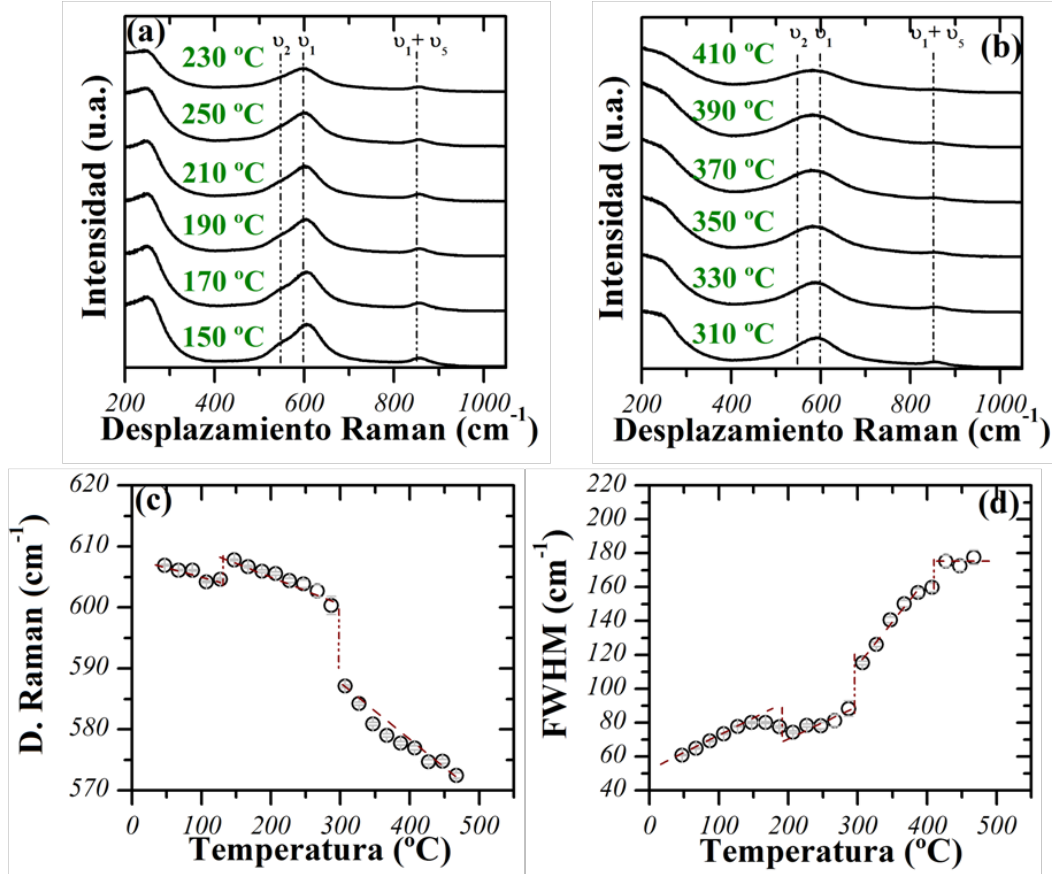 (a)
υ2 υ1 υ1+ υ5
230 ºC
250 ºC
210 ºC
190 ºC
170 ºC
150 ºC
Intensidad (u.a.)
200 400 600 800 1000
Desplazamiento Raman (cm-1)
(b)
υ2 υ1 υ1+ υ5
410 ºC
390 ºC
370 ºC
350 ºC
330 ºC
310 ºC
Intensidad (u.a.)
200 400 600 800 1000
Desplazamiento Raman (cm-1)
(c)
620
610
600
590
580
570
D. Raman (cm-1)
0 100 200 300 400 500
Temperatura (ºC)
(d)
220
200
180
160
140
120
100
80
60
40
FWHM (cm-1)
0 100 200 300 400 500
Temperatura (ºC)